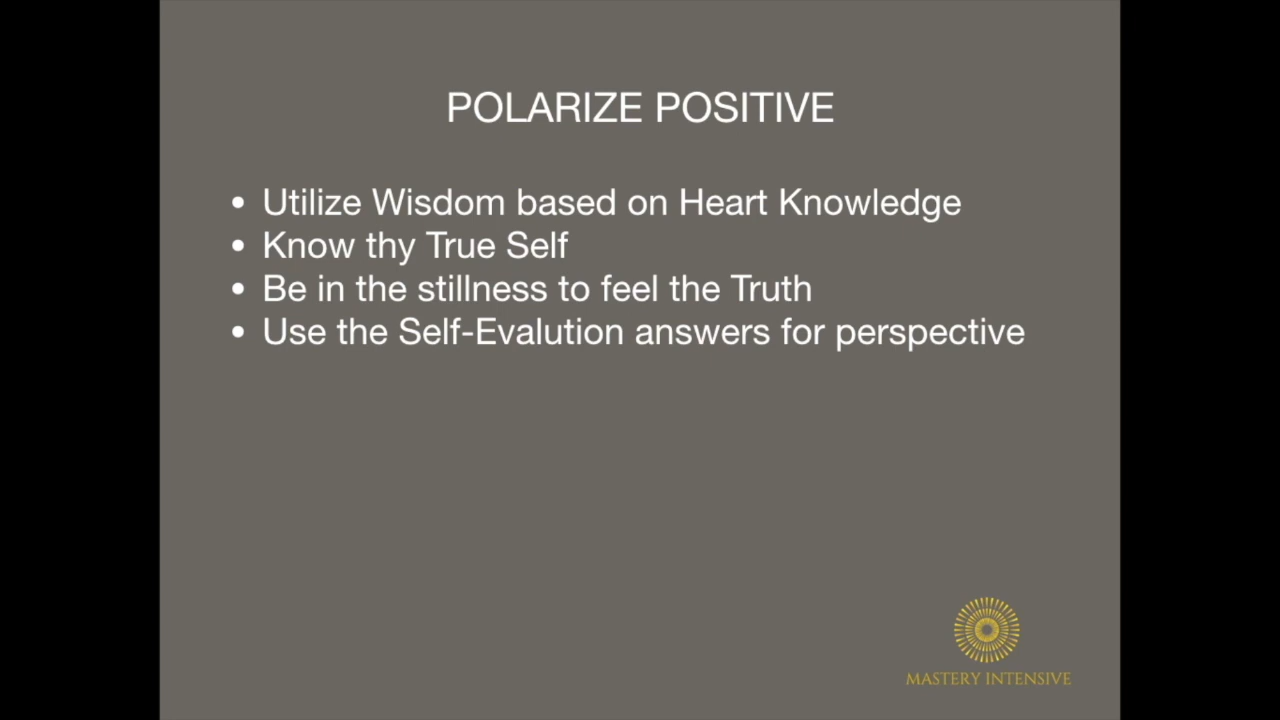 POLARIZE POSITIVE
• Utilize Wisdom based on Heart Knowledge
• Know thy True Self
• Be in the stillness to feel the Truth
• Use the Self-Evalution answers for perspective
MASTERY INTENSIVE